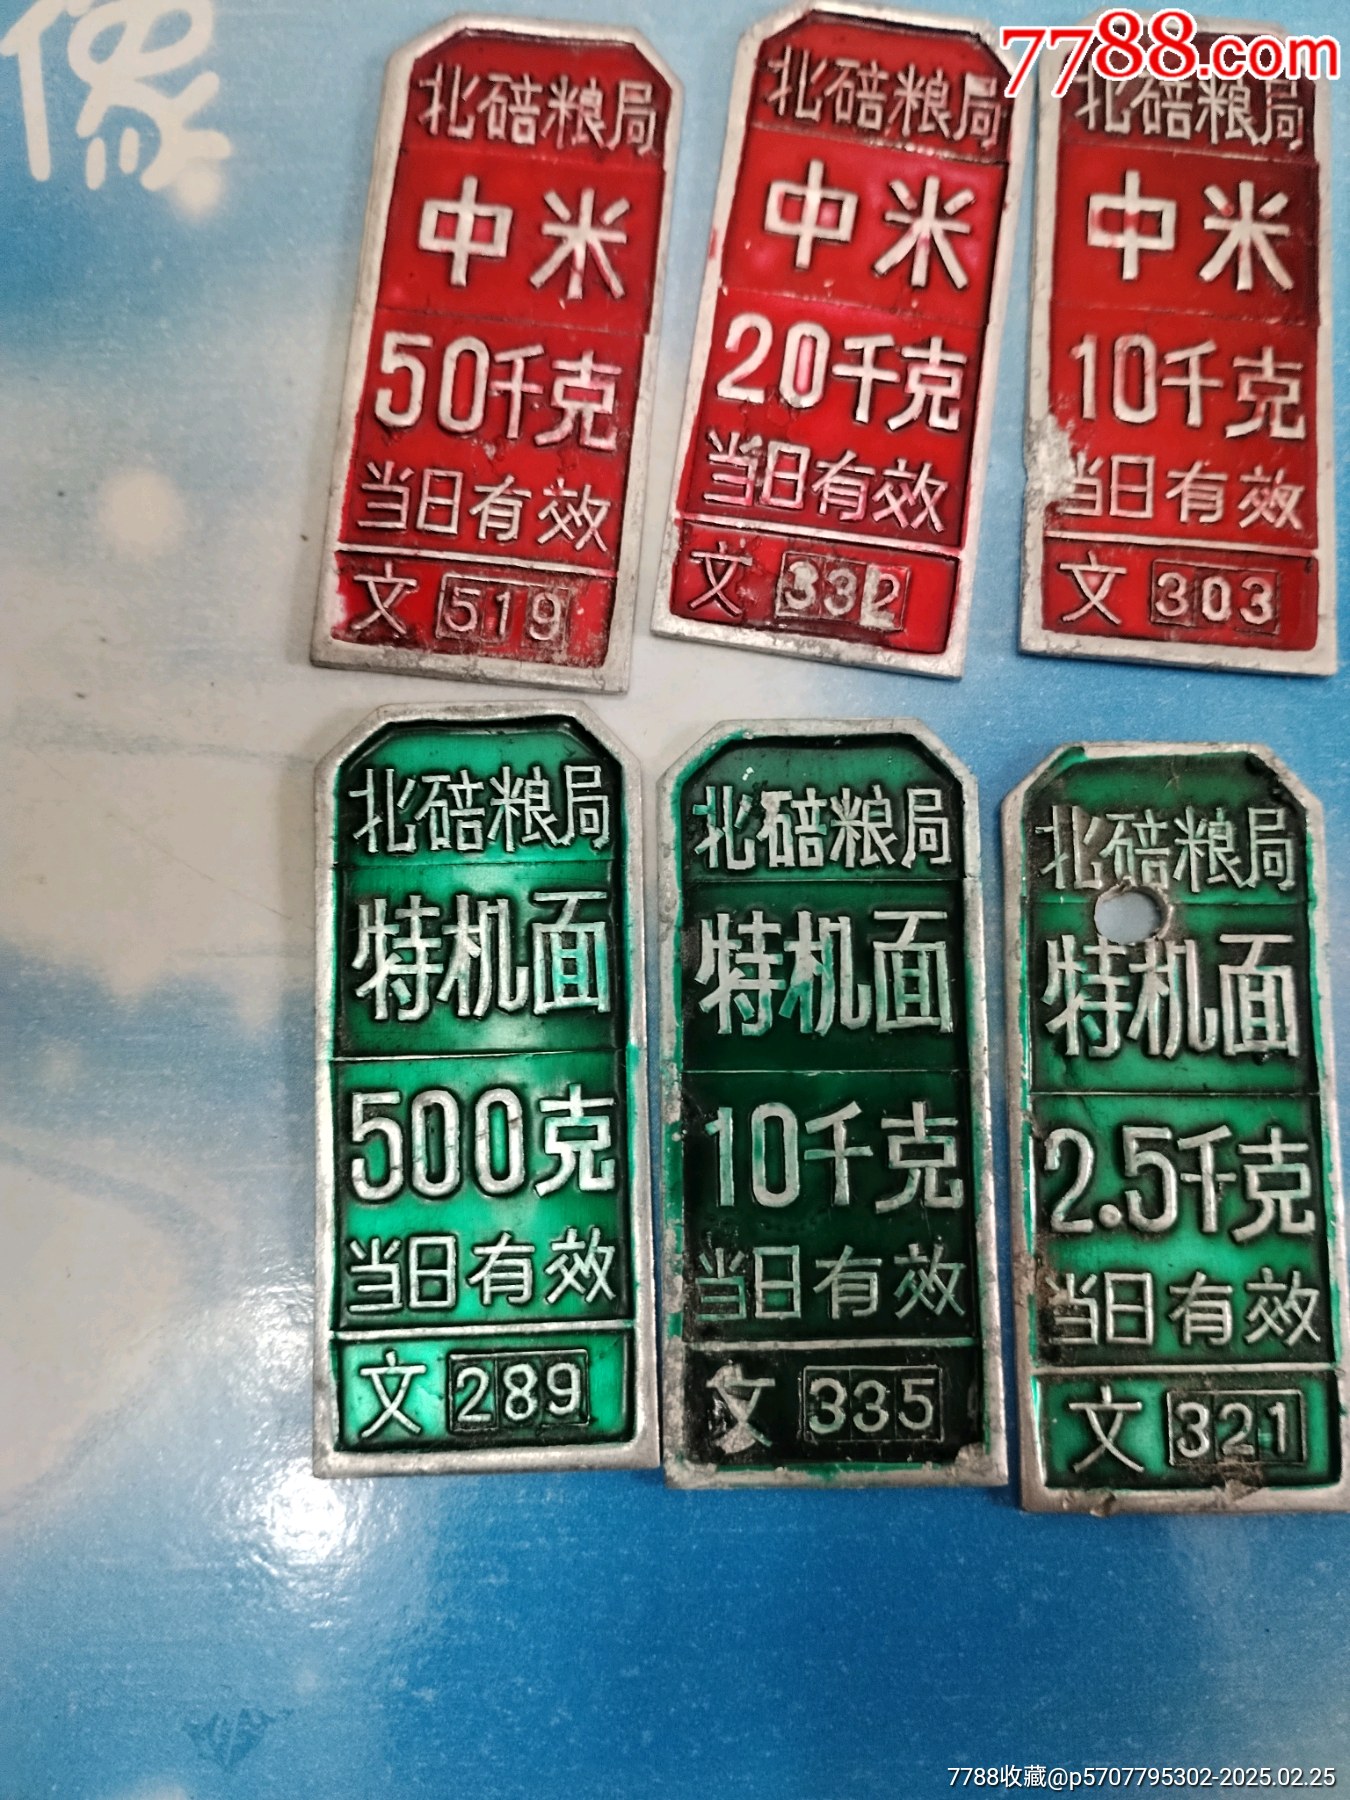 像
7788.com
北碚粮局
中米
50千克
当日有效
文 519
北碚粮局
中米
20千克
当日有效
文 332
北碚粮局
中米
10千克
当日有效
文 303
北碚粮局
特机面
500克
当日有效
文 289
北碚粮局
特机面
10千克
当日有效
文 335
北碚粮局
特机面
2.5千克
当日有效
文 321
7788收藏@p5707795302-2025.02.25